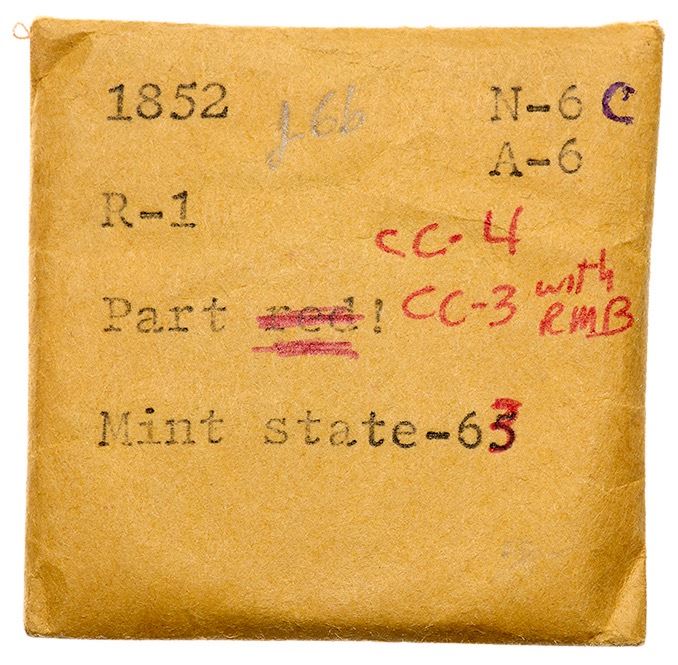 1852 N-6 C
A-6
R-1
CC-4
Part red! CC-3 with
RMB
Mint state-63